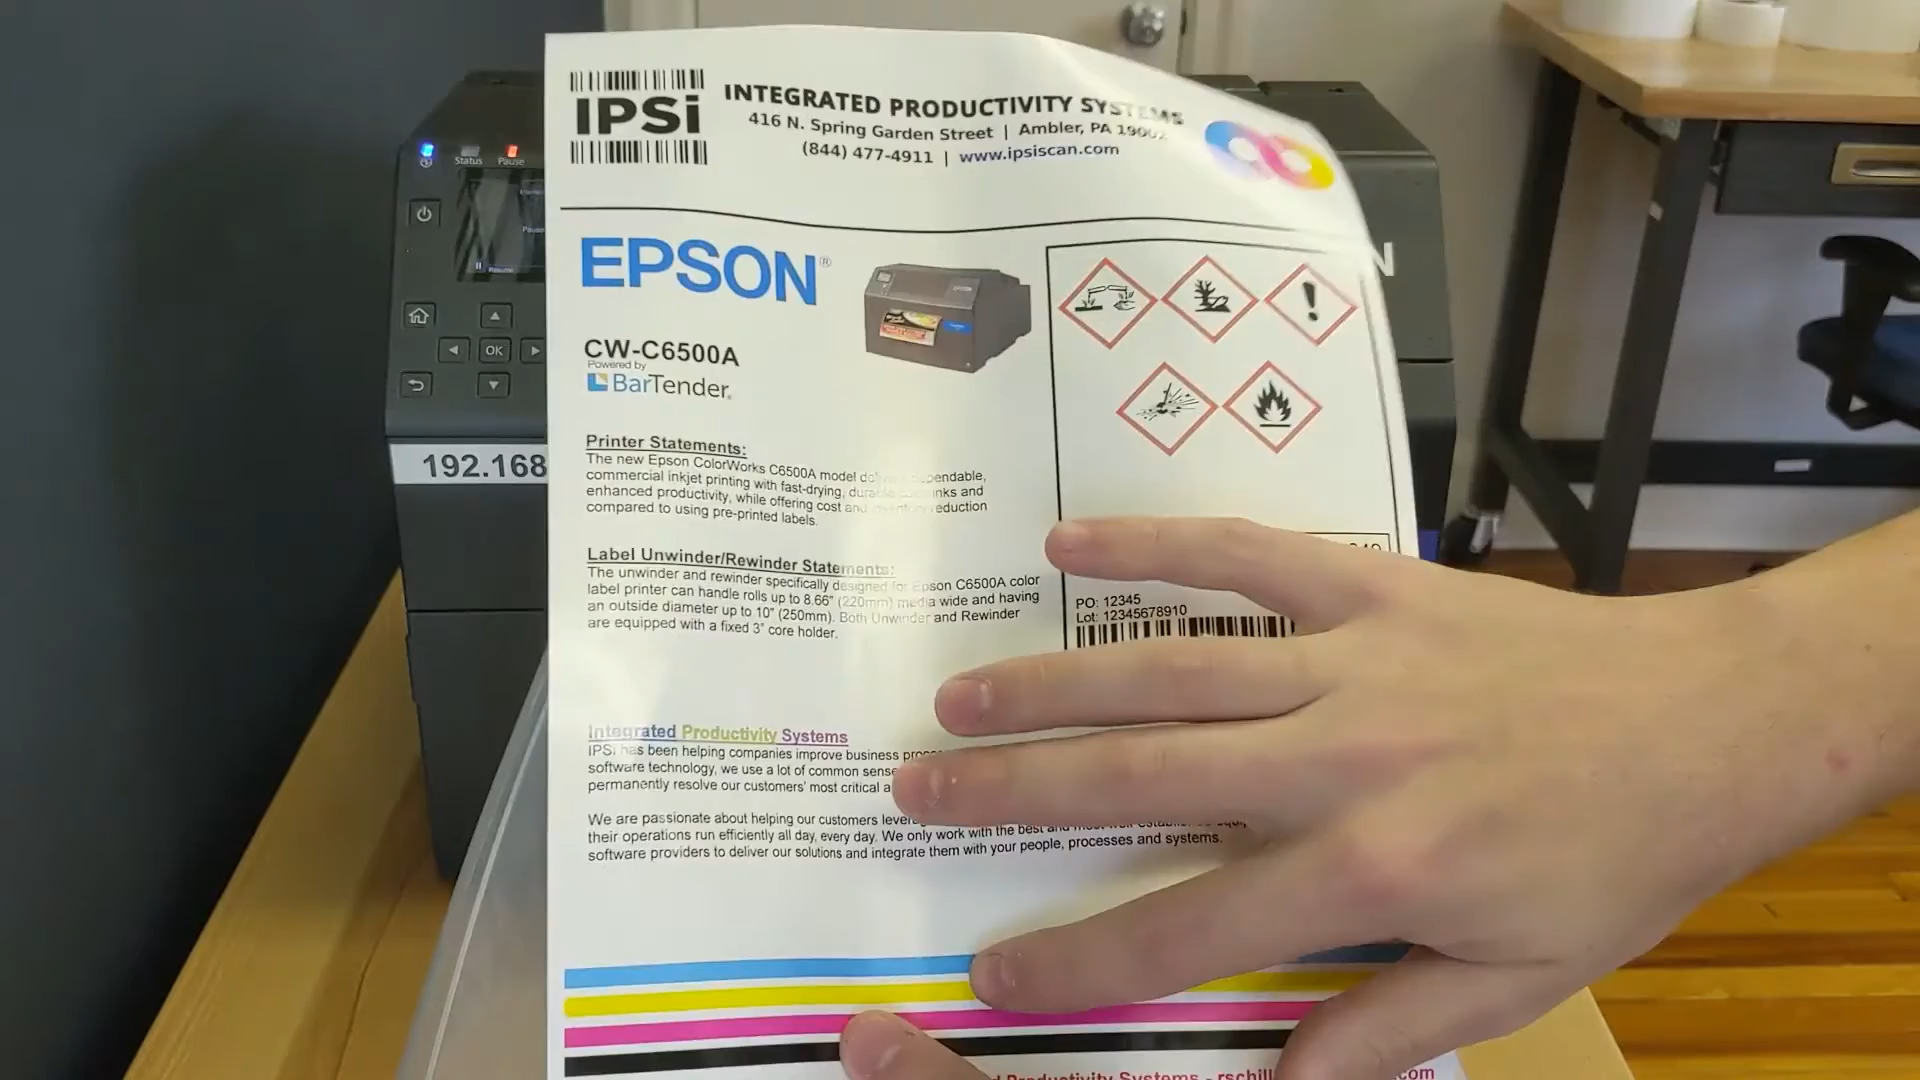 IPSi
INTEGRATED PRODUCTIVITY SYSTEMS
416 N. Spring Garden Street | Ambler, PA 19002
(844) 477-4911 | www.ipsiscan.com
Status Pause
OK
192.168
EPSON®
CW-C6500A
Powered by
BarTender®
Printer Statements:
The new Epson ColorWorks C6500A model
commercial inkjet printing with fast-drying, inks and
enhanced productivity, while offering cost and reduction
compared to using pre-printed labels.
Label Unwinder/Rewinder Statements:
The unwinder and rewinder specifically designed for Epson C6500A color
label printer can handle rolls up to 8.66" (220mm) media wide and having
an outside diameter up to 10" (250mm). Both Unwinder and Rewinder
are equipped with a fixed 3" core holder.
PO: 12345
Lot: 12345678910
Integrated Productivity Systems
IPSi has been helping companies improve business
software technology, we use a lot of common sense
permanently resolve our customers' most critical
We are passionate about helping our customers
their operations run efficiently all day, every day. We only work with the best and
software providers to deliver our solutions and integrate them with your people, processes and systems.
Productivity Systems -